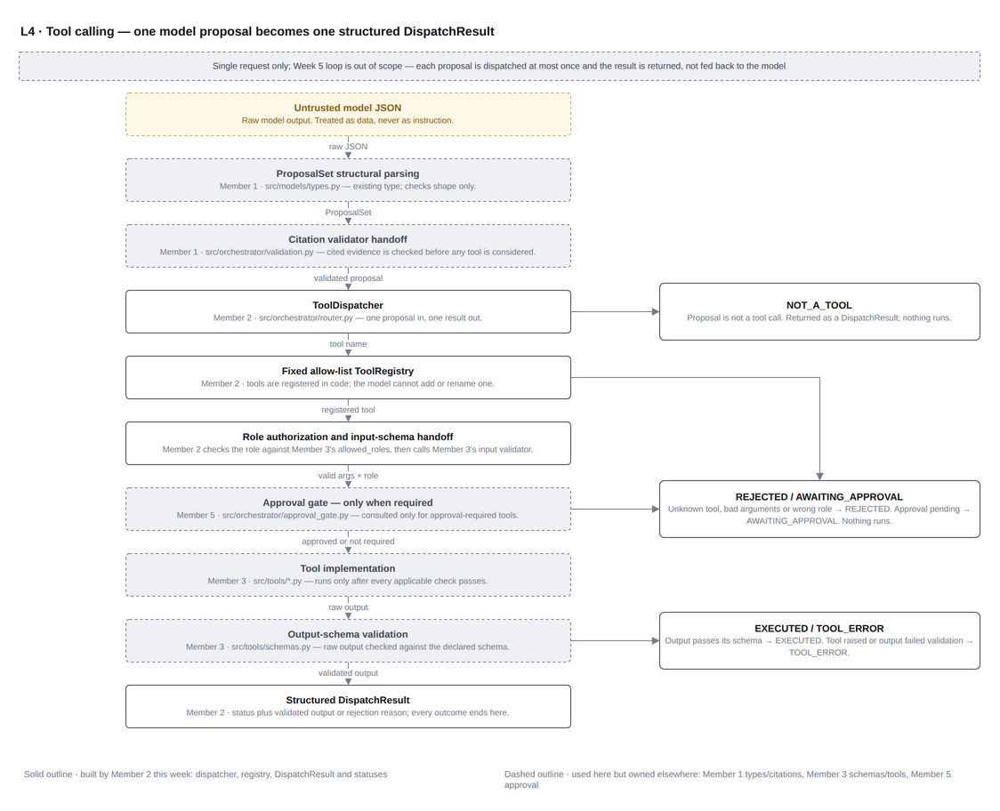 L4 · Tool calling — one model proposal becomes one structured DispatchResult
Single request only; Week 5 loop is out of scope — each proposal is dispatched at most once and the result is returned, not fed back to the model
Untrusted model JSON
Raw model output. Treated as data, never as instruction.
raw JSON
ProposalSet structural parsing
Member 1 · src/models/types.py — existing type; checks shape only.
ProposalSet
Citation validator handoff
Member 1 · src/orchestrator/validation.py — cited evidence is checked before any tool is considered.
validated proposal
ToolDispatcher
Member 2 · src/orchestrator/router.py — one proposal in, one result out.
NOT_A_TOOL
Proposal is not a tool call. Returned as a DispatchResult; nothing runs.
tool name
Fixed allow-list ToolRegistry
Member 2 · tools are registered in code; the model cannot add or rename one.
registered tool
Role authorization and input-schema handoff
Member 2 checks the role against Member 3's allowed_roles, then calls Member 3's input validator.
valid args + role
Approval gate — only when required
Member 5 · src/orchestrator/approval_gate.py — consulted only for approval-required tools.
REJECTED / AWAITING_APPROVAL
Unknown tool, bad arguments or wrong role → REJECTED. Approval pending →
AWAITING_APPROVAL. Nothing runs.
approved or not required
Tool implementation
Member 3 · src/tools/*.py — runs only after every applicable check passes.
raw output
Output-schema validation
Member 3 · src/tools/schemas.py — raw output checked against the declared schema.
EXECUTED / TOOL_ERROR
Output passes its schema → EXECUTED. Tool raised or output failed validation →
TOOL_ERROR.
validated output
Structured DispatchResult
Member 2 · status plus validated output or rejection reason; every outcome ends here.
Solid outline · built by Member 2 this week: dispatcher, registry, DispatchResult and statuses
Dashed outline · used here but owned elsewhere: Member 1 types/citations, Member 3 schemas/tools, Member 5
approval